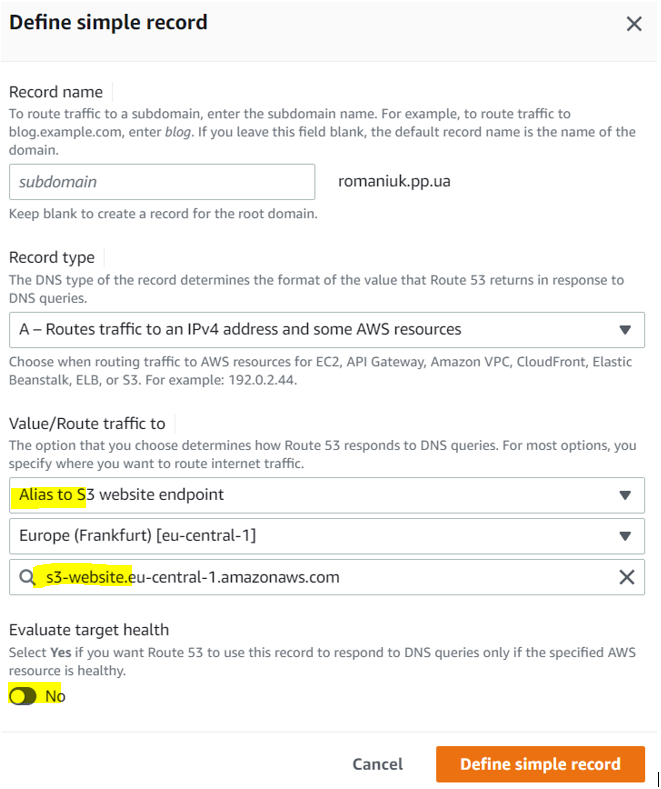 Define simple record
Record name
To route traffic to a subdomain, enter the subdomain name. For example, to route traffic to
blog.example.com, enter blog. If you leave this field blank, the default record name is the name of the
domain.
subdomain
romaniuk.pp.ua
Keep blank to create a record for the root domain.
Record type
The DNS type of the record determines the format of the value that Route 53 returns in response to
DNS queries.
A – Routes traffic to an IPv4 address and some AWS resources
Choose when routing traffic to AWS resources for EC2, API Gateway, Amazon VPC, CloudFront, Elastic
Beanstalk, ELB, or S3. For example: 192.0.2.44.
Value/Route traffic to
The option that you choose determines how Route 53 responds to DNS queries. For most options, you
specify where you want to route internet traffic.
Alias to S3 website endpoint
Europe (Frankfurt) [eu-central-1]
s3-website.eu-central-1.amazonaws.com
Evaluate target health
Select Yes if you want Route 53 to use this record to respond to DNS queries only if the specified AWS
resource is healthy.
No
Cancel
Define simple record